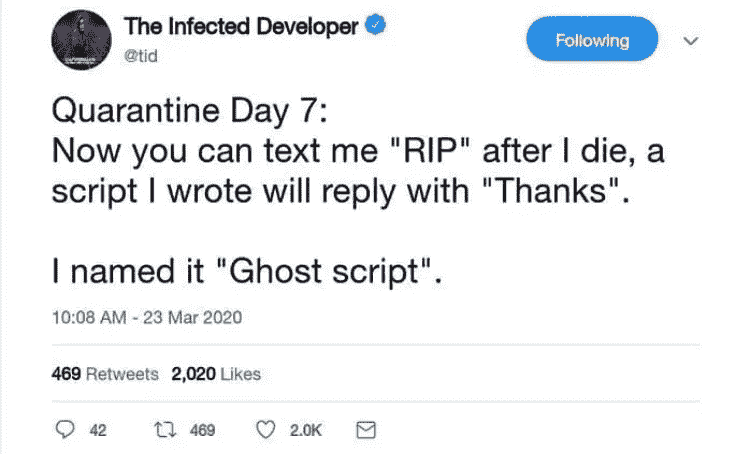 The Infected Developer
@tid
Following
Quarantine Day 7:
Now you can text me "RIP" after I die, a
script I wrote will reply with "Thanks".
I named it "Ghost script".
10:08 AM - 23 Mar 2020
469 Retweets 2,020 Likes
42 469 2.0K